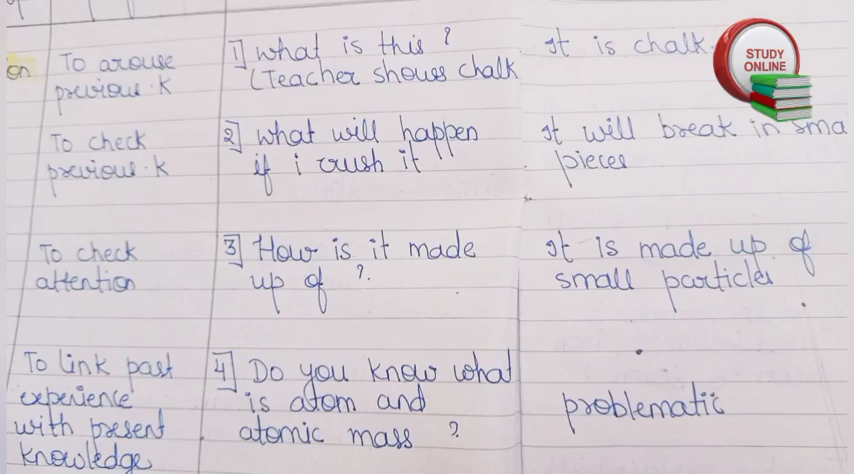 on
To arouse
previous.K
1] What is this ?
(Teacher shows chalk
It is chalk.
STUDY
ONLINE
To check
previous.K
2] What will happen
if i crush it
It will break in sma
pieces
To check
attention
3] How is it made
up of ?.
It is made up of
small particles
To link past
experience
with present
knowledge
4] Do you know what
is atom and
atomic mass ?
problematic